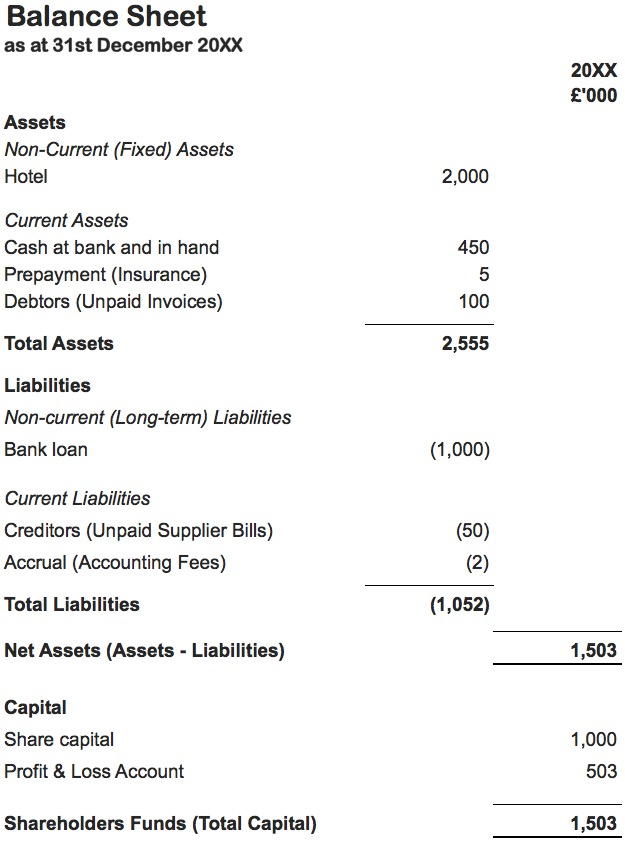 Balance Sheet
as at 31st December 20XX
20XX
£'000
Assets
Non-Current (Fixed) Assets
Hotel 2,000
Current Assets
Cash at bank and in hand 450
Prepayment (Insurance) 5
Debtors (Unpaid Invoices) 100
Total Assets 2,555
Liabilities
Non-current (Long-term) Liabilities
Bank loan (1,000)
Current Liabilities
Creditors (Unpaid Supplier Bills) (50)
Accrual (Accounting Fees) (2)
Total Liabilities (1,052)
Net Assets (Assets - Liabilities) 1,503
Capital
Share capital 1,000
Profit & Loss Account 503
Shareholders Funds (Total Capital) 1,503